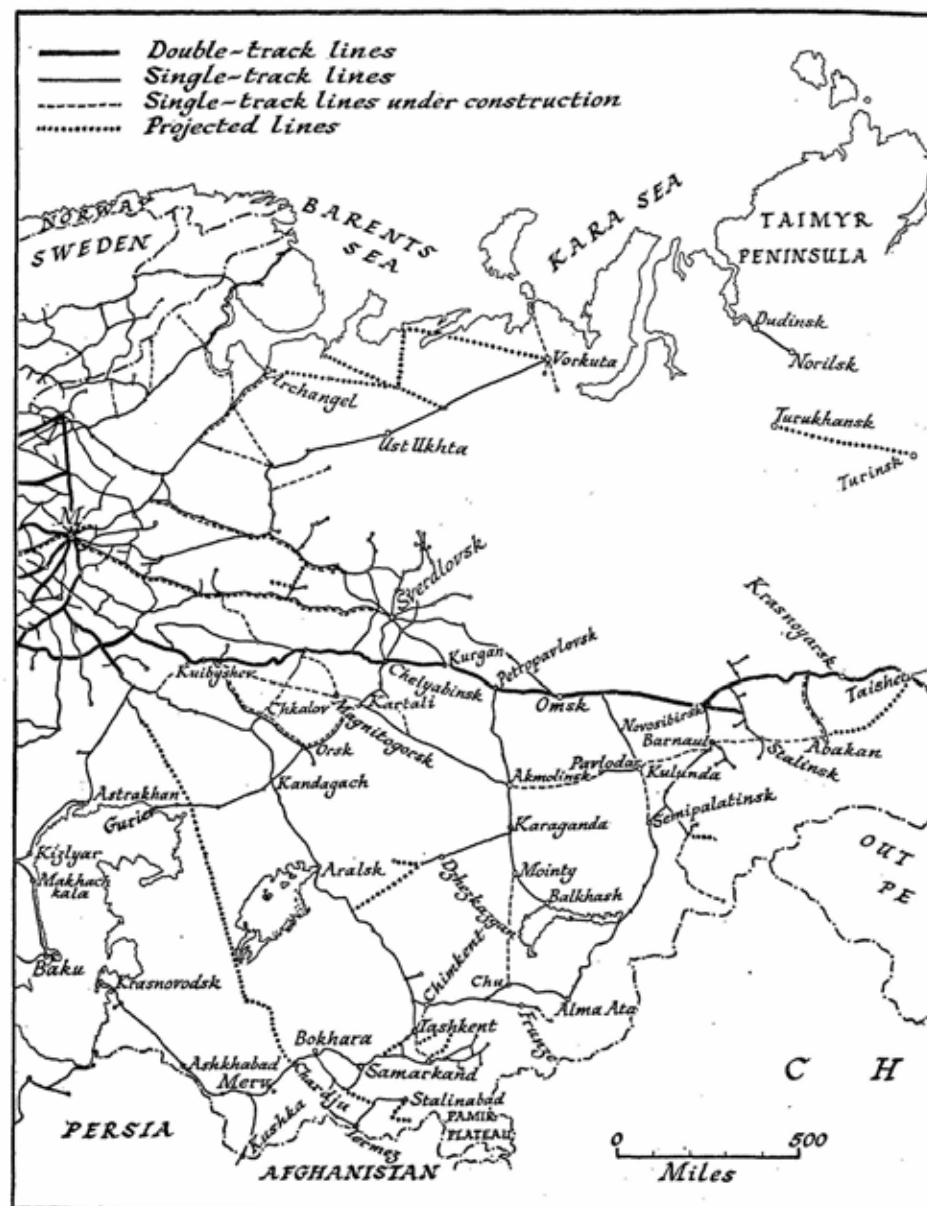 Double-track lines
Single-track lines
Single-track lines under construction
Projected lines
NORWAY
SWEDEN
BARENTS
SEA
KARA SEA
TAIMYR
PENINSULA
Dudinsk
Norilsk
Vorkuta
Archangel
Ust Ukhta
Turukhansk
Turinsk
M.
Sverdlovsk
Krasnoyarsk
Kurgan
Petropavlovsk
Taishet
Kuibyshev
Chelyabinsk
Omsk
Novosibirsk
Chkalov
Kartali
Magnitogorsk
Barnaul
Stalinsk
Abakan
Orsk
Pavlodar
Kulunda
Kandagach
Akmolinsk
Astrakhan
Guriev
Semipalatinsk
Karaganda
Kizlyar
Makhach
kala
Aralsk
Dzhezkazgan
Mointy
Balkhash
OUT
PE
Baku
Krasnovodsk
Chimkent
Chu
Alma Ata
Tashkent
Frunze
Bokhara
Ashkhabad
Merv
Samarkand
Chardju
C H
Stalinabad
PAMIR
PLATEAU
Kushka
Termez
PERSIA
AFGHANISTAN
0 500
Miles